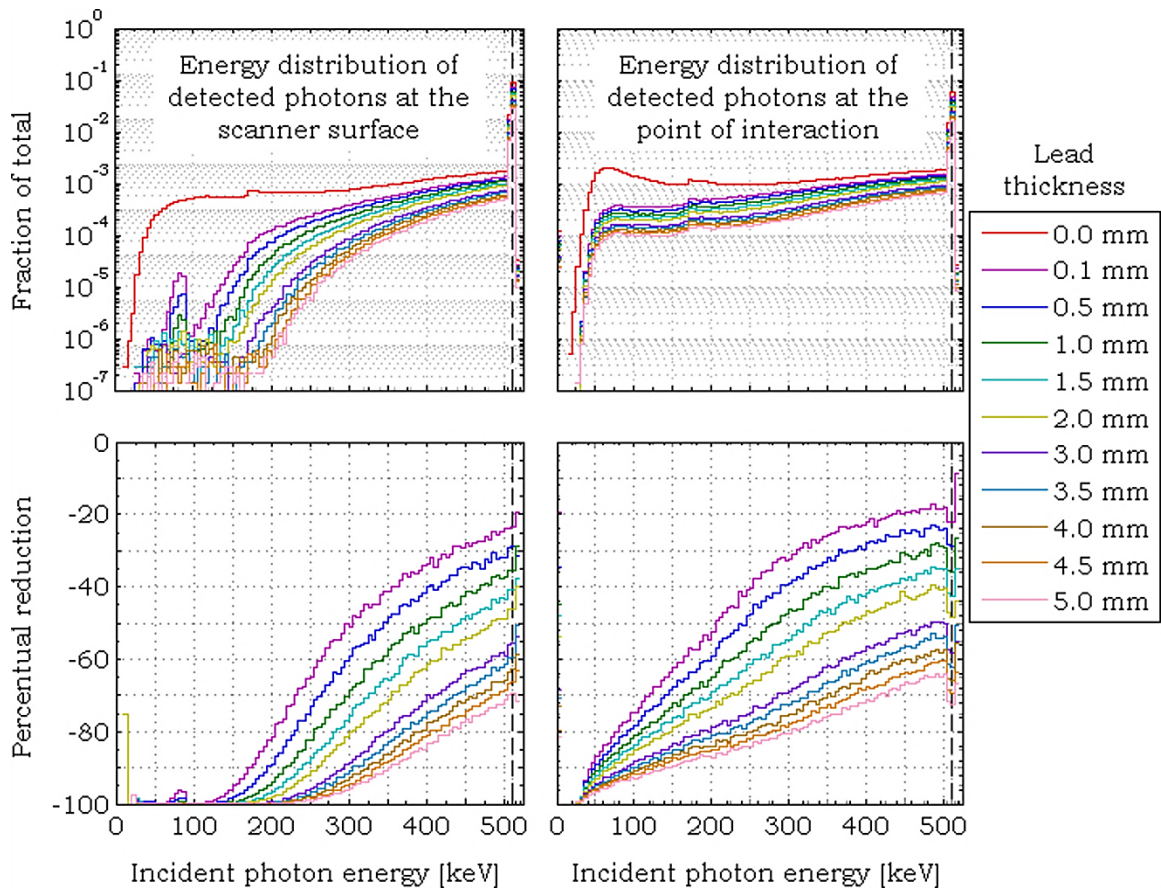 Energy distribution of
detected photons at the
scanner surface
Energy distribution of
detected photons at the
point of interaction
Fraction of total
10^0
10^-1
10^-2
10^-3
10^-4
10^-5
10^-6
10^-7
Lead
thickness
0.0 mm
0.1 mm
0.5 mm
1.0 mm
1.5 mm
2.0 mm
3.0 mm
3.5 mm
4.0 mm
4.5 mm
5.0 mm
Percentual reduction
0
-20
-40
-60
-80
-100
0 100 200 300 400 500
0 100 200 300 400 500
Incident photon energy [keV]
Incident photon energy [keV]